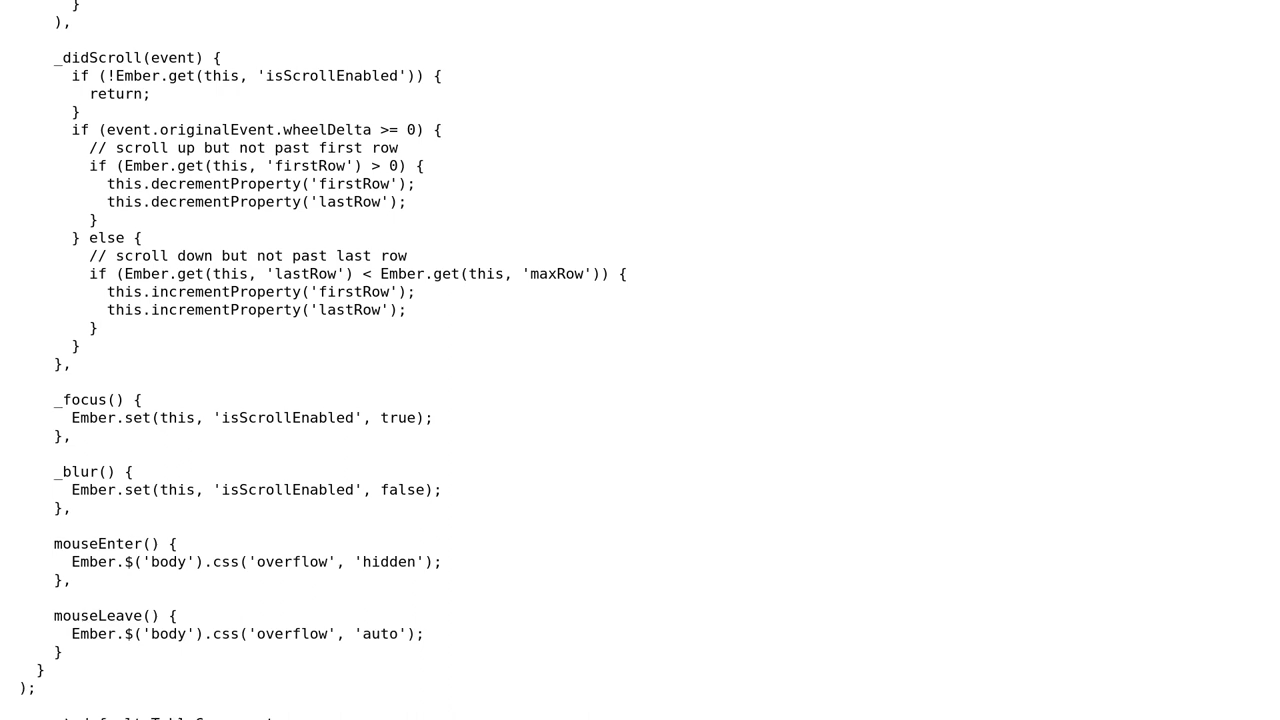 }
    ),

    _didScroll(event) {
      if (!Ember.get(this, 'isScrollEnabled')) {
        return;
      }
      if (event.originalEvent.wheelDelta >= 0) {
        // scroll up but not past first row
        if (Ember.get(this, 'firstRow') > 0) {
          this.decrementProperty('firstRow');
          this.decrementProperty('lastRow');
        }
      } else {
        // scroll down but not past last row
        if (Ember.get(this, 'lastRow') < Ember.get(this, 'maxRow')) {
          this.incrementProperty('firstRow');
          this.incrementProperty('lastRow');
        }
      }
    },

    _focus() {
      Ember.set(this, 'isScrollEnabled', true);
    },

    _blur() {
      Ember.set(this, 'isScrollEnabled', false);
    },

    mouseEnter() {
      Ember.$('body').css('overflow', 'hidden');
    },

    mouseLeave() {
      Ember.$('body').css('overflow', 'auto');
    }
  }
);